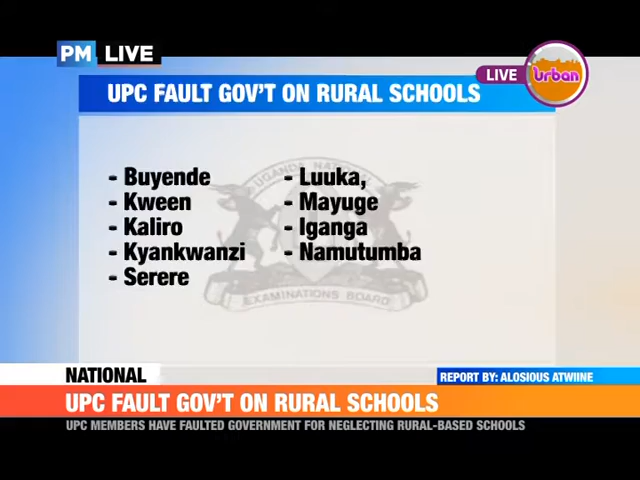 PM LIVE
LIVE Urban
UPC FAULT GOV'T ON RURAL SCHOOLS
- Buyende
- Kween
- Kaliro
- Kyankwanzi
- Serere
- Luuka,
- Mayuge
- Iganga
- Namutumba
UGANDA NATIONAL
EXAMINATIONS BOARD
NATIONAL
REPORT BY: ALOSIOUS ATWIINE
UPC FAULT GOV'T ON RURAL SCHOOLS
UPC MEMBERS HAVE FAULTED GOVERNMENT FOR NEGLECTING RURAL-BASED SCHOOLS